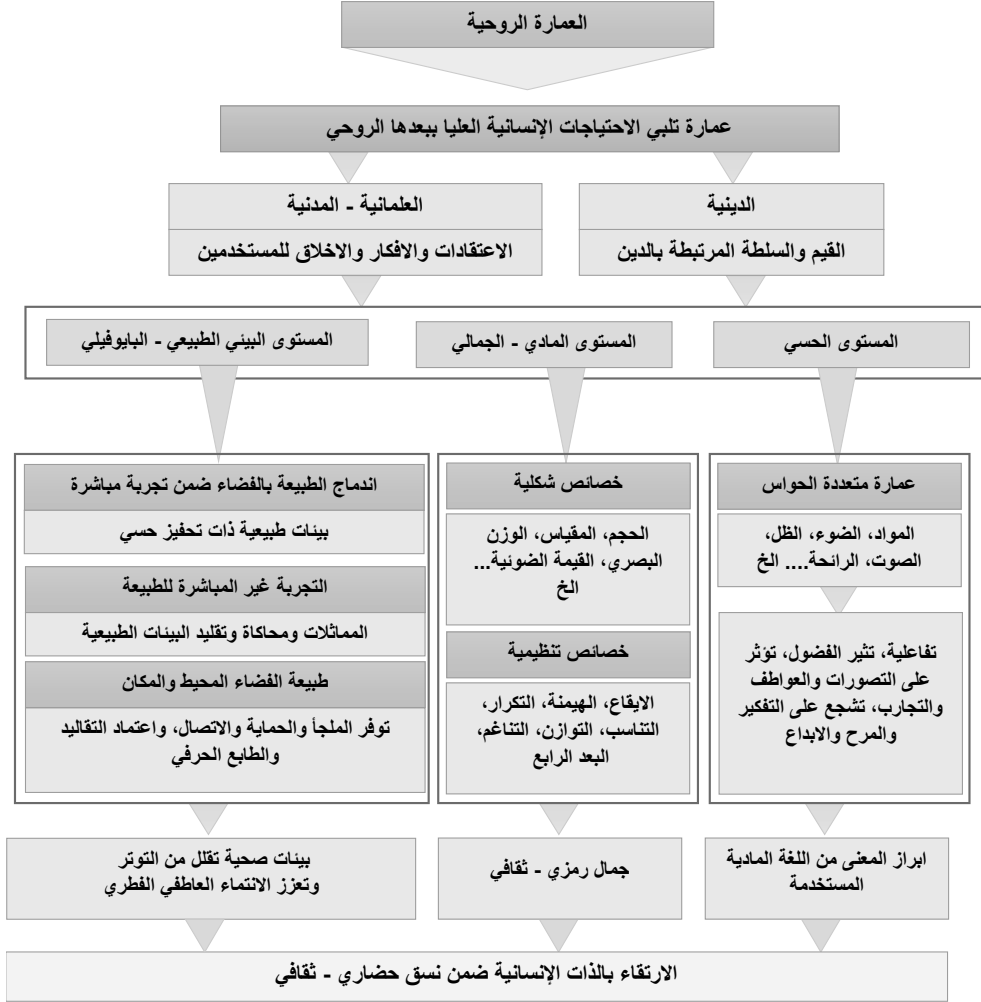 العمارة الروحية
عمارة تلبي الاحتياجات الإنسانية العليا ببعدها الروحي
الدينية
القيم والسلطة المرتبطة بالدين
العلمانية - المدنية
الاعتقادات والافكار والاخلاق للمستخدمين
المستوى الحسي
المستوى المادي - الجمالي
المستوى البيئي الطبيعي - البايوفيلي
عمارة متعددة الحواس
المواد، الضوء، الظل،
الصوت، الرائحة.... الخ
تفاعلية، تثير الفضول، تؤثر
على التصورات والعواطف
والتجارب، تشجع على التفكير
والمرح والابداع
خصائص شكلية
الحجم، المقياس، الوزن
البصري، القيمة الضوئية...
الخ
خصائص تنظيمية
الايقاع، الهيمنة، التكرار،
التناسب، التوازن، التناغم،
البعد الرابع
اندماج الطبيعة بالفضاء ضمن تجربة مباشرة
بيئات طبيعية ذات تحفيز حسي
التجربة غير المباشرة للطبيعة
المماثلات ومحاكاة وتقليد البيئات الطبيعية
طبيعة الفضاء المحيط والمكان
توفر الملجأ والحماية والاتصال، واعتماد التقاليد
والطابع الحرفي
ابراز المعنى من اللغة المادية
المستخدمة
جمال رمزي - ثقافي
بيئات صحية تقلل من التوتر
وتعزز الانتماء العاطفي الفطري
الارتقاء بالذات الإنسانية ضمن نسق حضاري - ثقافي